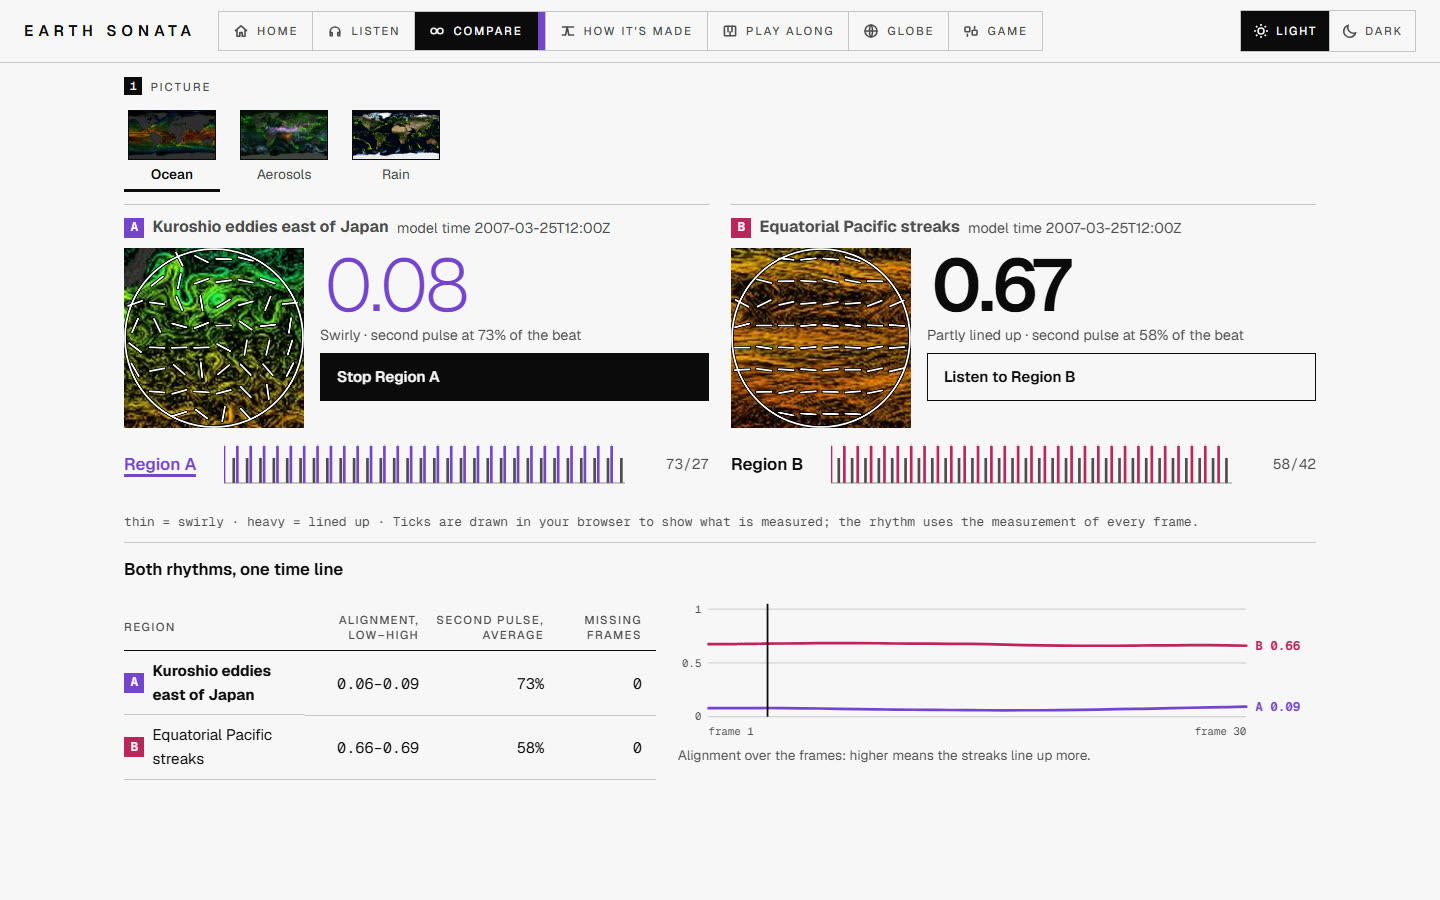 EARTH SONATA
HOME
LISTEN
COMPARE
HOW IT'S MADE
PLAY ALONG
GLOBE
GAME
LIGHT
DARK
1 PICTURE
Ocean
Aerosols
Rain
A Kuroshio eddies east of Japan model time 2007-03-25T12:00Z
0.08
Swirly · second pulse at 73% of the beat
Stop Region A
Region A
73/27
B Equatorial Pacific streaks model time 2007-03-25T12:00Z
0.67
Partly lined up · second pulse at 58% of the beat
Listen to Region B
Region B
58/42
thin = swirly · heavy = lined up · Ticks are drawn in your browser to show what is measured; the rhythm uses the measurement of every frame.
Both rhythms, one time line
REGION
ALIGNMENT,
LOW–HIGH
SECOND PULSE,
AVERAGE
MISSING
FRAMES
A Kuroshio eddies
east of Japan
0.06–0.09
73%
0
B Equatorial Pacific
streaks
0.66–0.69
58%
0
1
0.5
0
B 0.66
A 0.09
frame 1
frame 30
Alignment over the frames: higher means the streaks line up more.